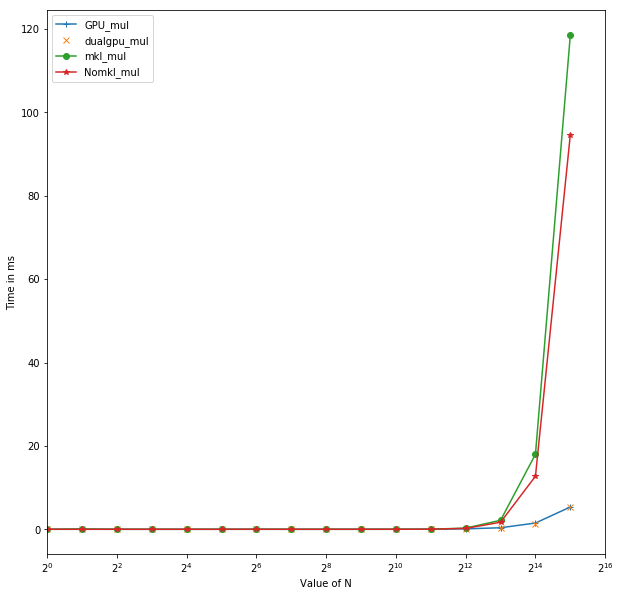 GPU_mul
dualgpu_mul
mkl_mul
Nomkl_mul
120
100
80
60
40
20
0
Time in ms
2^0 2^2 2^4 2^6 2^8 2^10 2^12 2^14 2^16
Value of N